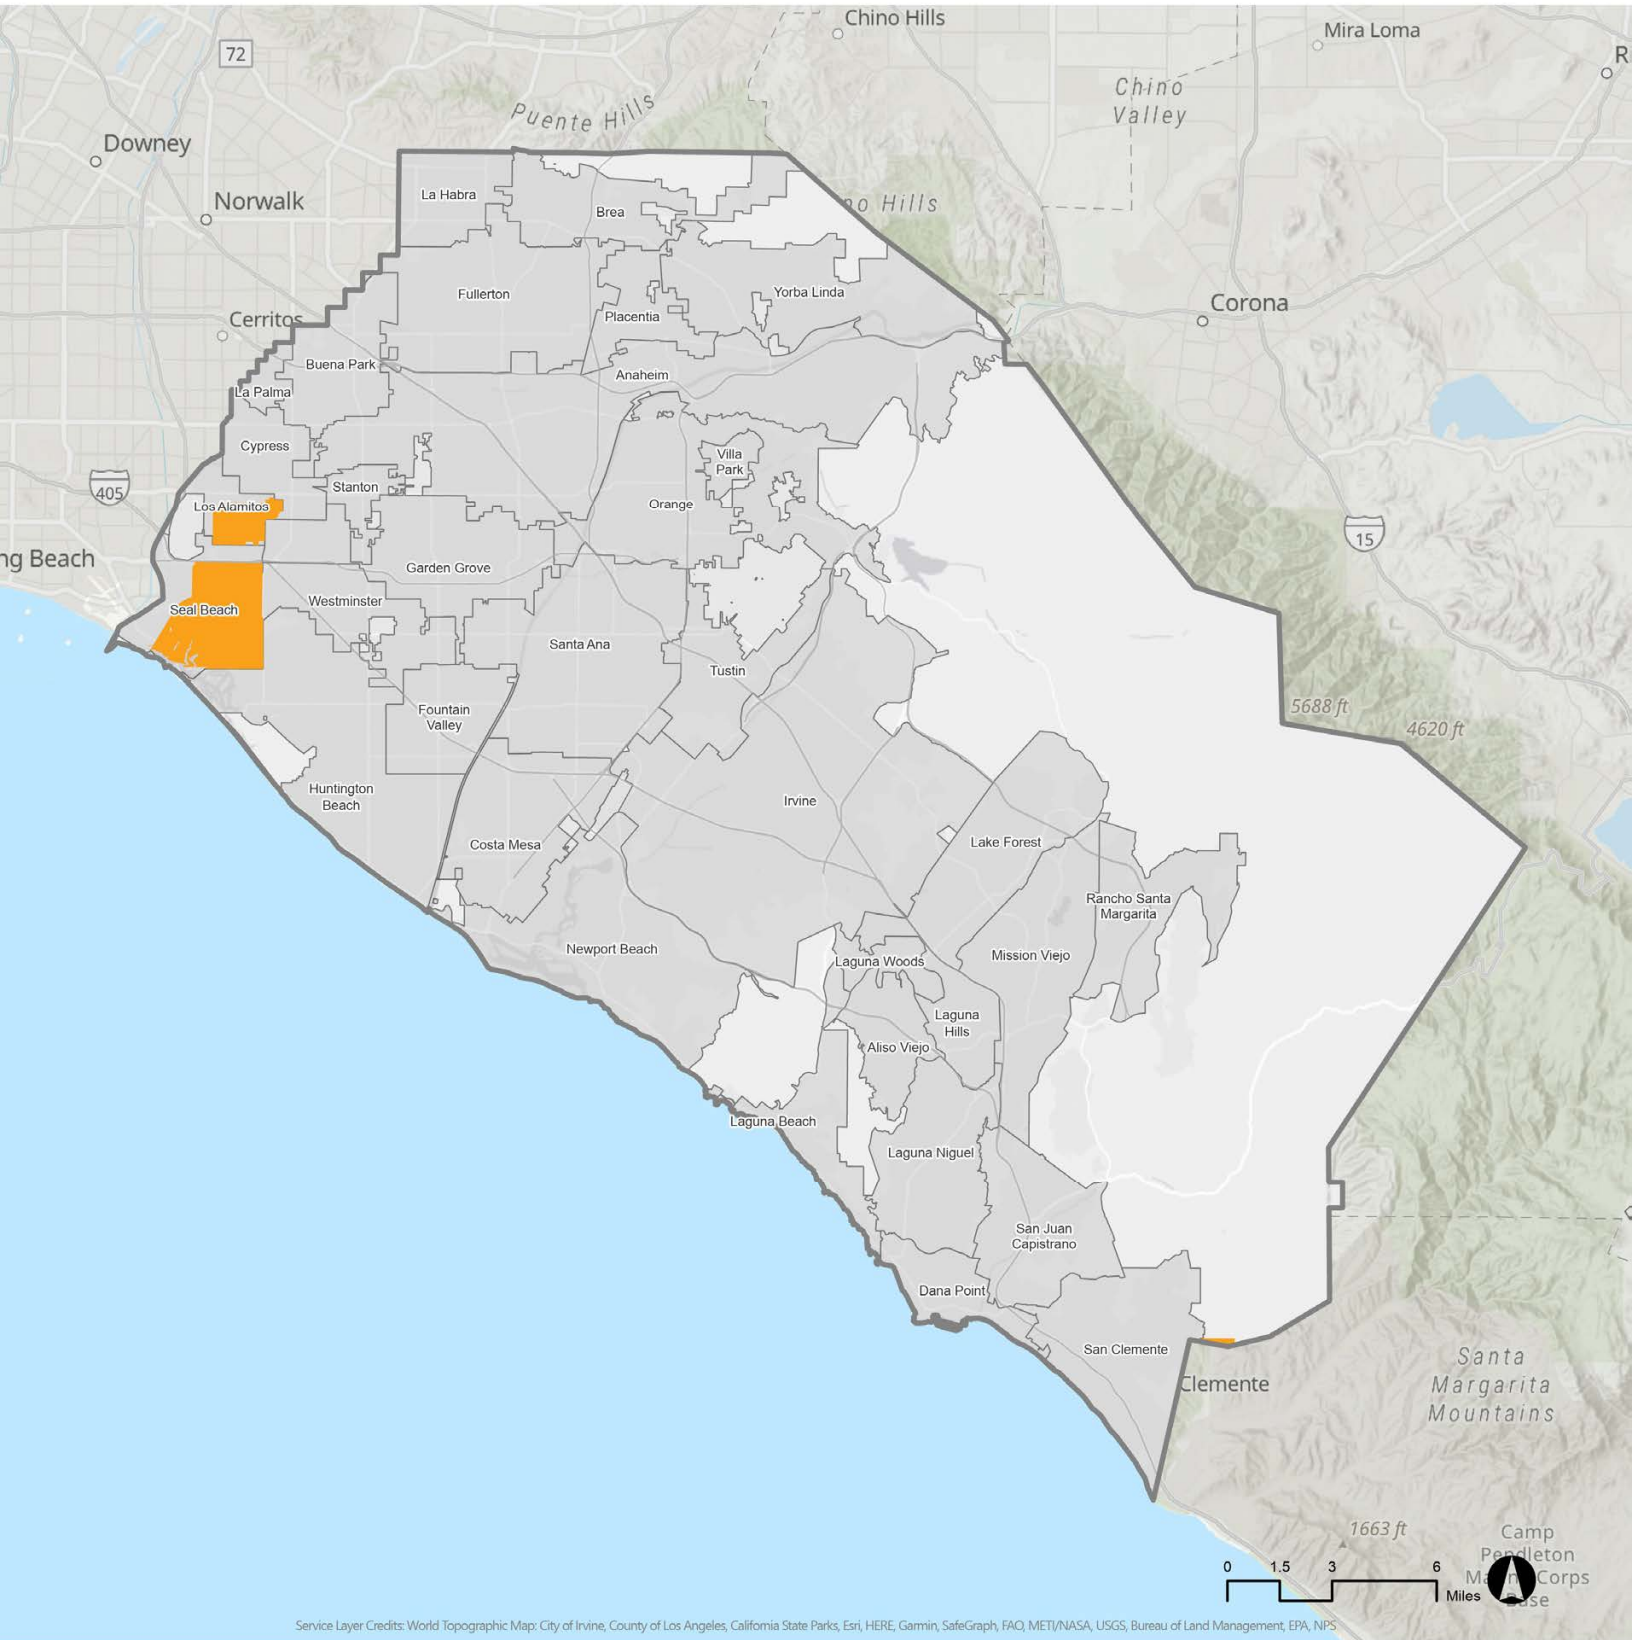 Chino Hills
Mira Loma
R
72
Chino
Valley
Puente Hills
Downey
Norwalk
La Habra
Brea
no Hills
Fullerton
Yorba Linda
Corona
Placentia
Cerritos
Buena Park
Anaheim
La Palma
Cypress
Villa
Park
405
Stanton
Orange
Los Alamitos
15
ng Beach
Garden Grove
Westminster
Seal Beach
Santa Ana
Tustin
5688 ft
4620 ft
Fountain
Valley
Huntington
Beach
Irvine
Costa Mesa
Lake Forest
Rancho Santa
Margarita
Newport Beach
Mission Viejo
Laguna Woods
Laguna
Hills
Aliso Viejo
Laguna Beach
Laguna Niguel
San Juan
Capistrano
Dana Point
San Clemente
Clemente
Santa
Margarita
Mountains
1663 ft
Camp
Pendleton
Corps
0 1.5 3 6
Miles
Service Layer Credits: World Topographic Map: City of Irvine, County of Los Angeles, California State Parks, Esri, HERE, Garmin, SafeGraph, FAO, METI/NASA, USGS, Bureau of Land Management, EPA, NPS